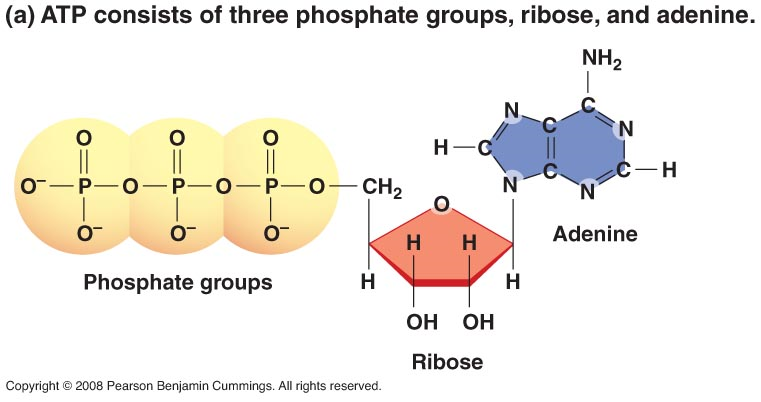 (a) ATP consists of three phosphate groups, ribose, and adenine.
NH₂
N C C N
H C C C H
N N
O O O
O⁻ P O P O P O CH₂
O⁻ O⁻ O⁻
O
Adenine
H H
H H
Phosphate groups
OH OH
Ribose
Copyright © 2008 Pearson Benjamin Cummings. All rights reserved.